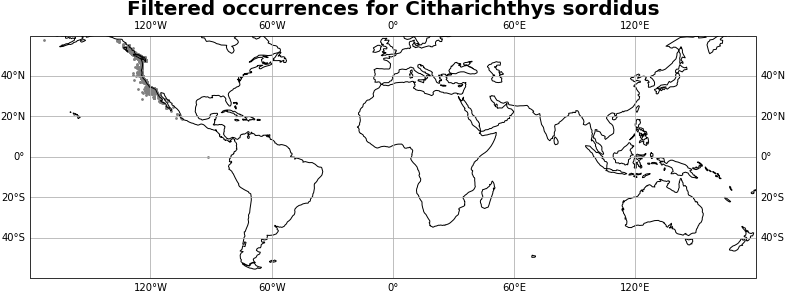 Filtered occurrences for Citharichthys sordidus
120°W 60°W 0° 60°E 120°E
40°N 40°N
20°N 20°N
0° 0°
20°S 20°S
40°S 40°S
120°W 60°W 0° 60°E 120°E